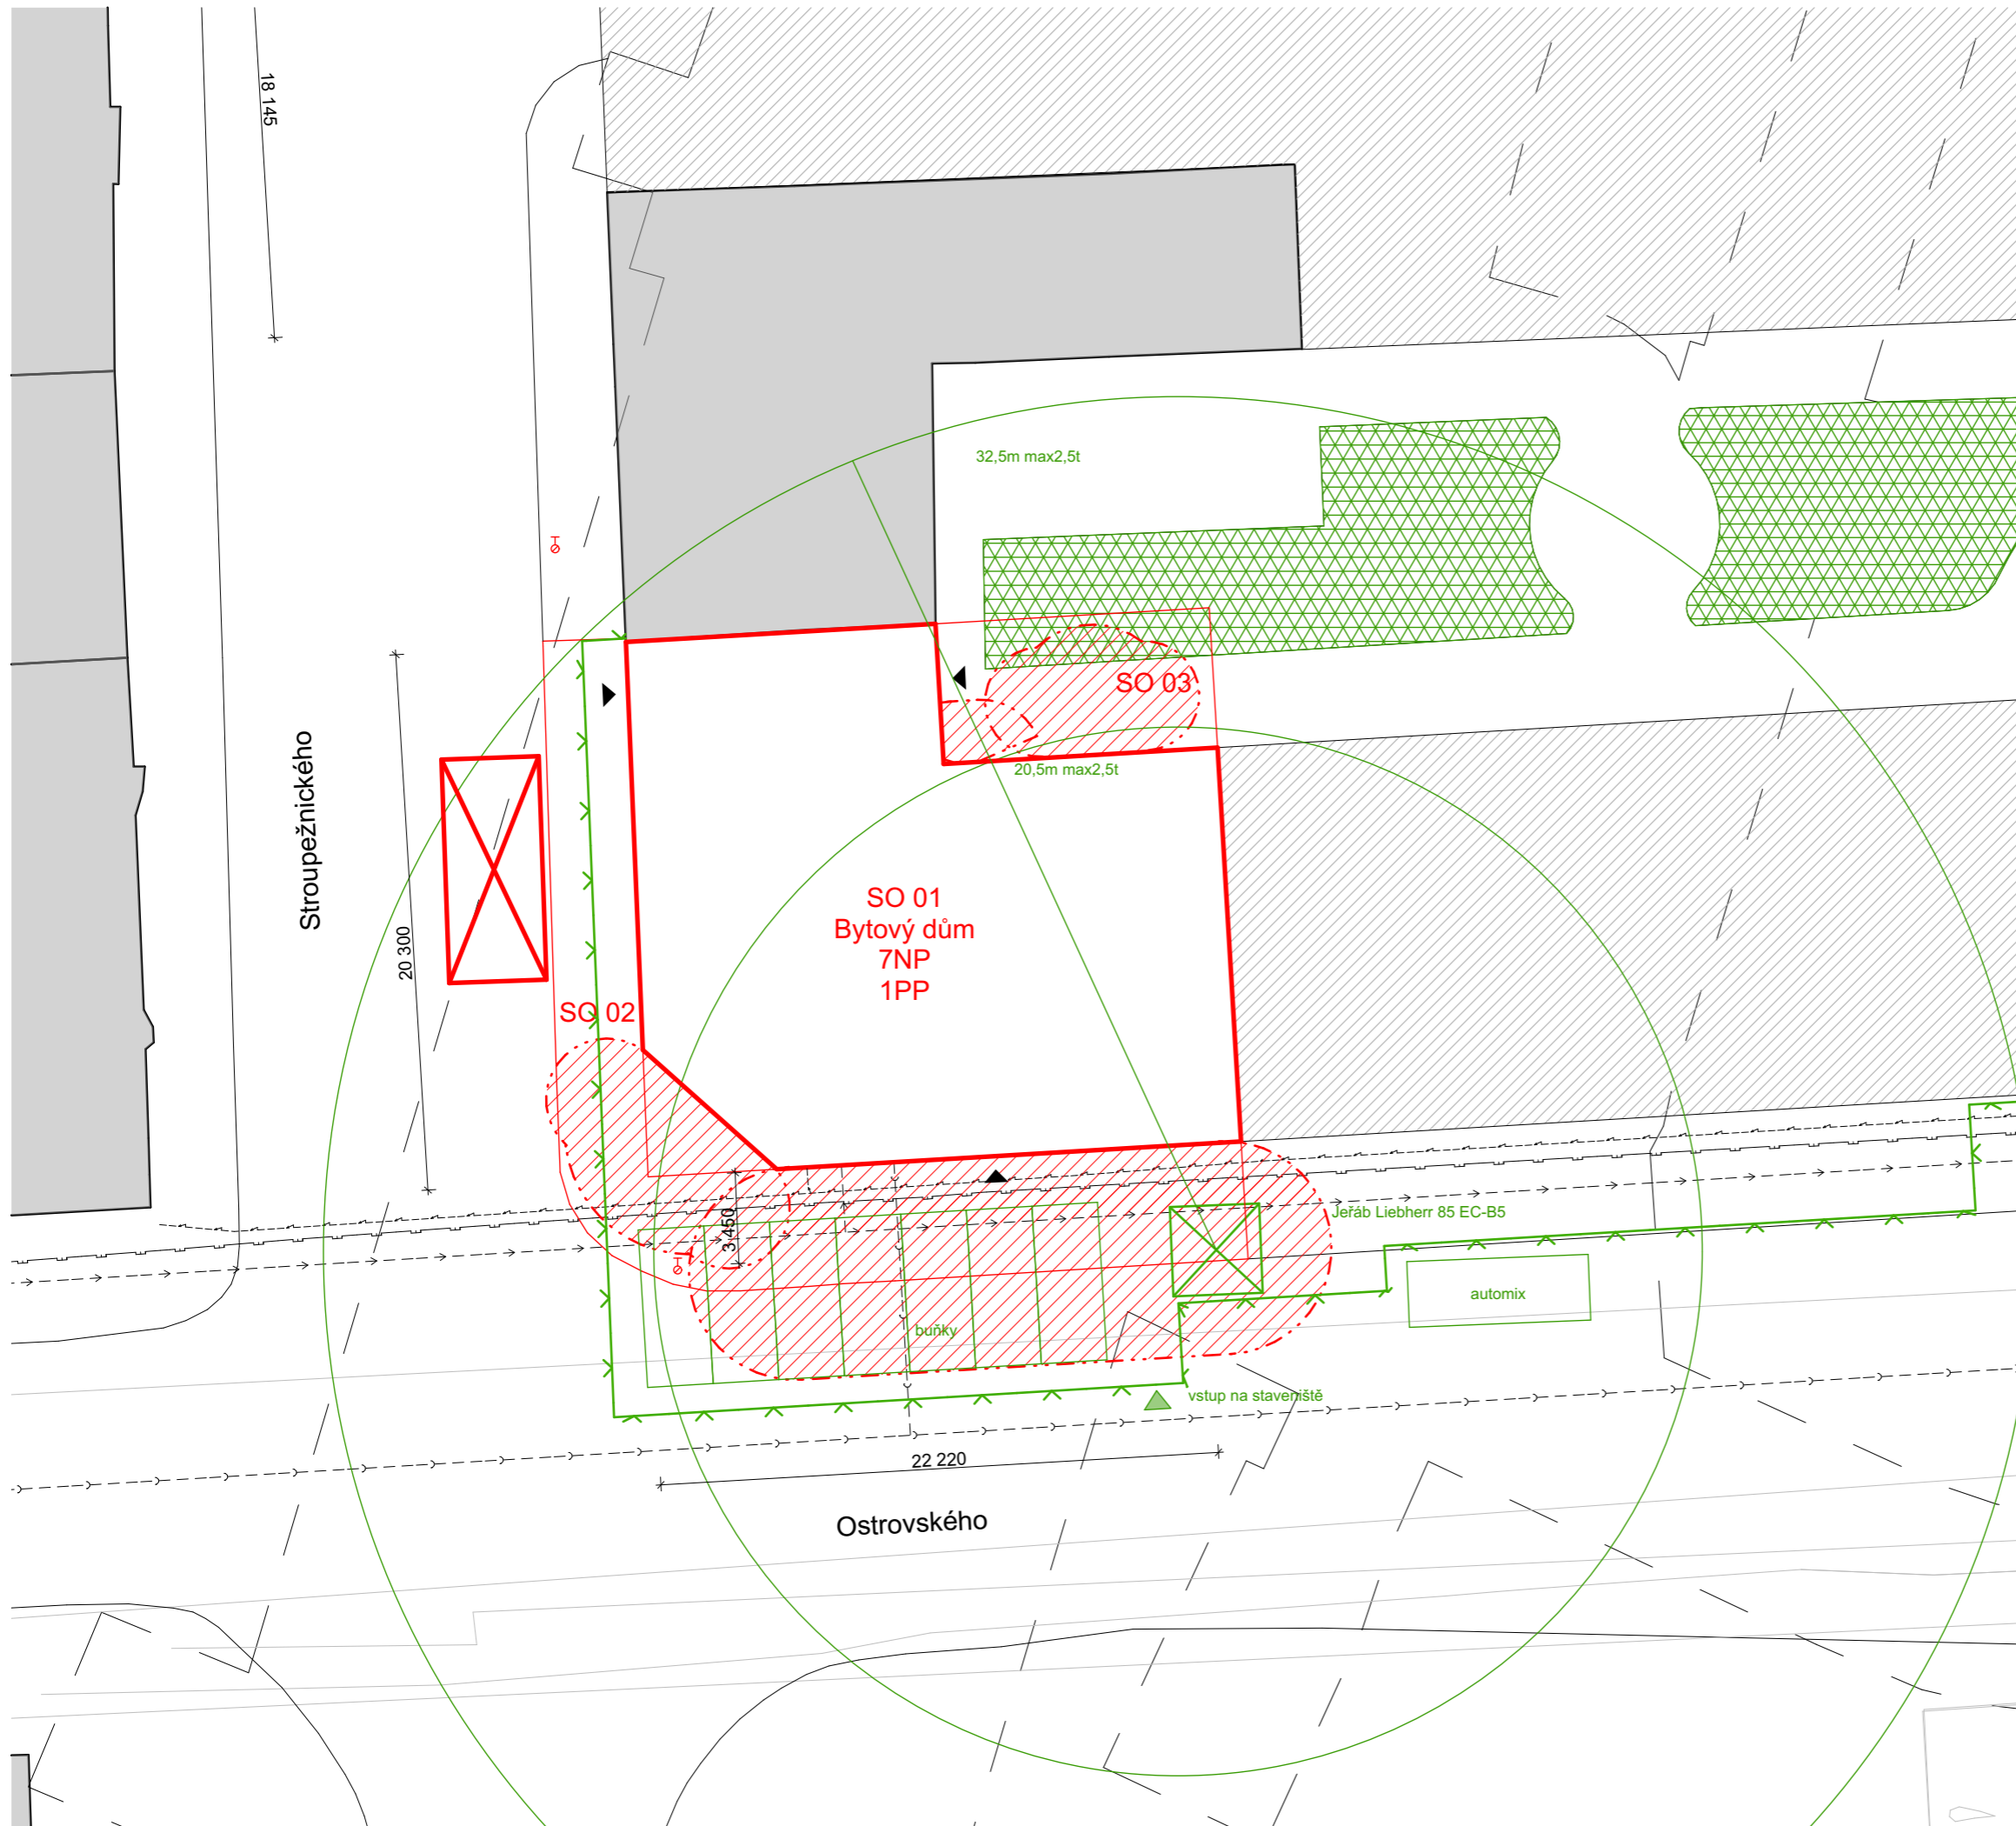 18 145
32,5m max2,5t
SO 03
20,5m max2,5t
Stroupežnického
20 300
SO 01
Bytový dům
7NP
1PP
SO 02
3 450
Jeřáb Liebherr 85 EC-B5
automix
buňky
vstup na staveniště
22 220
Ostrovského